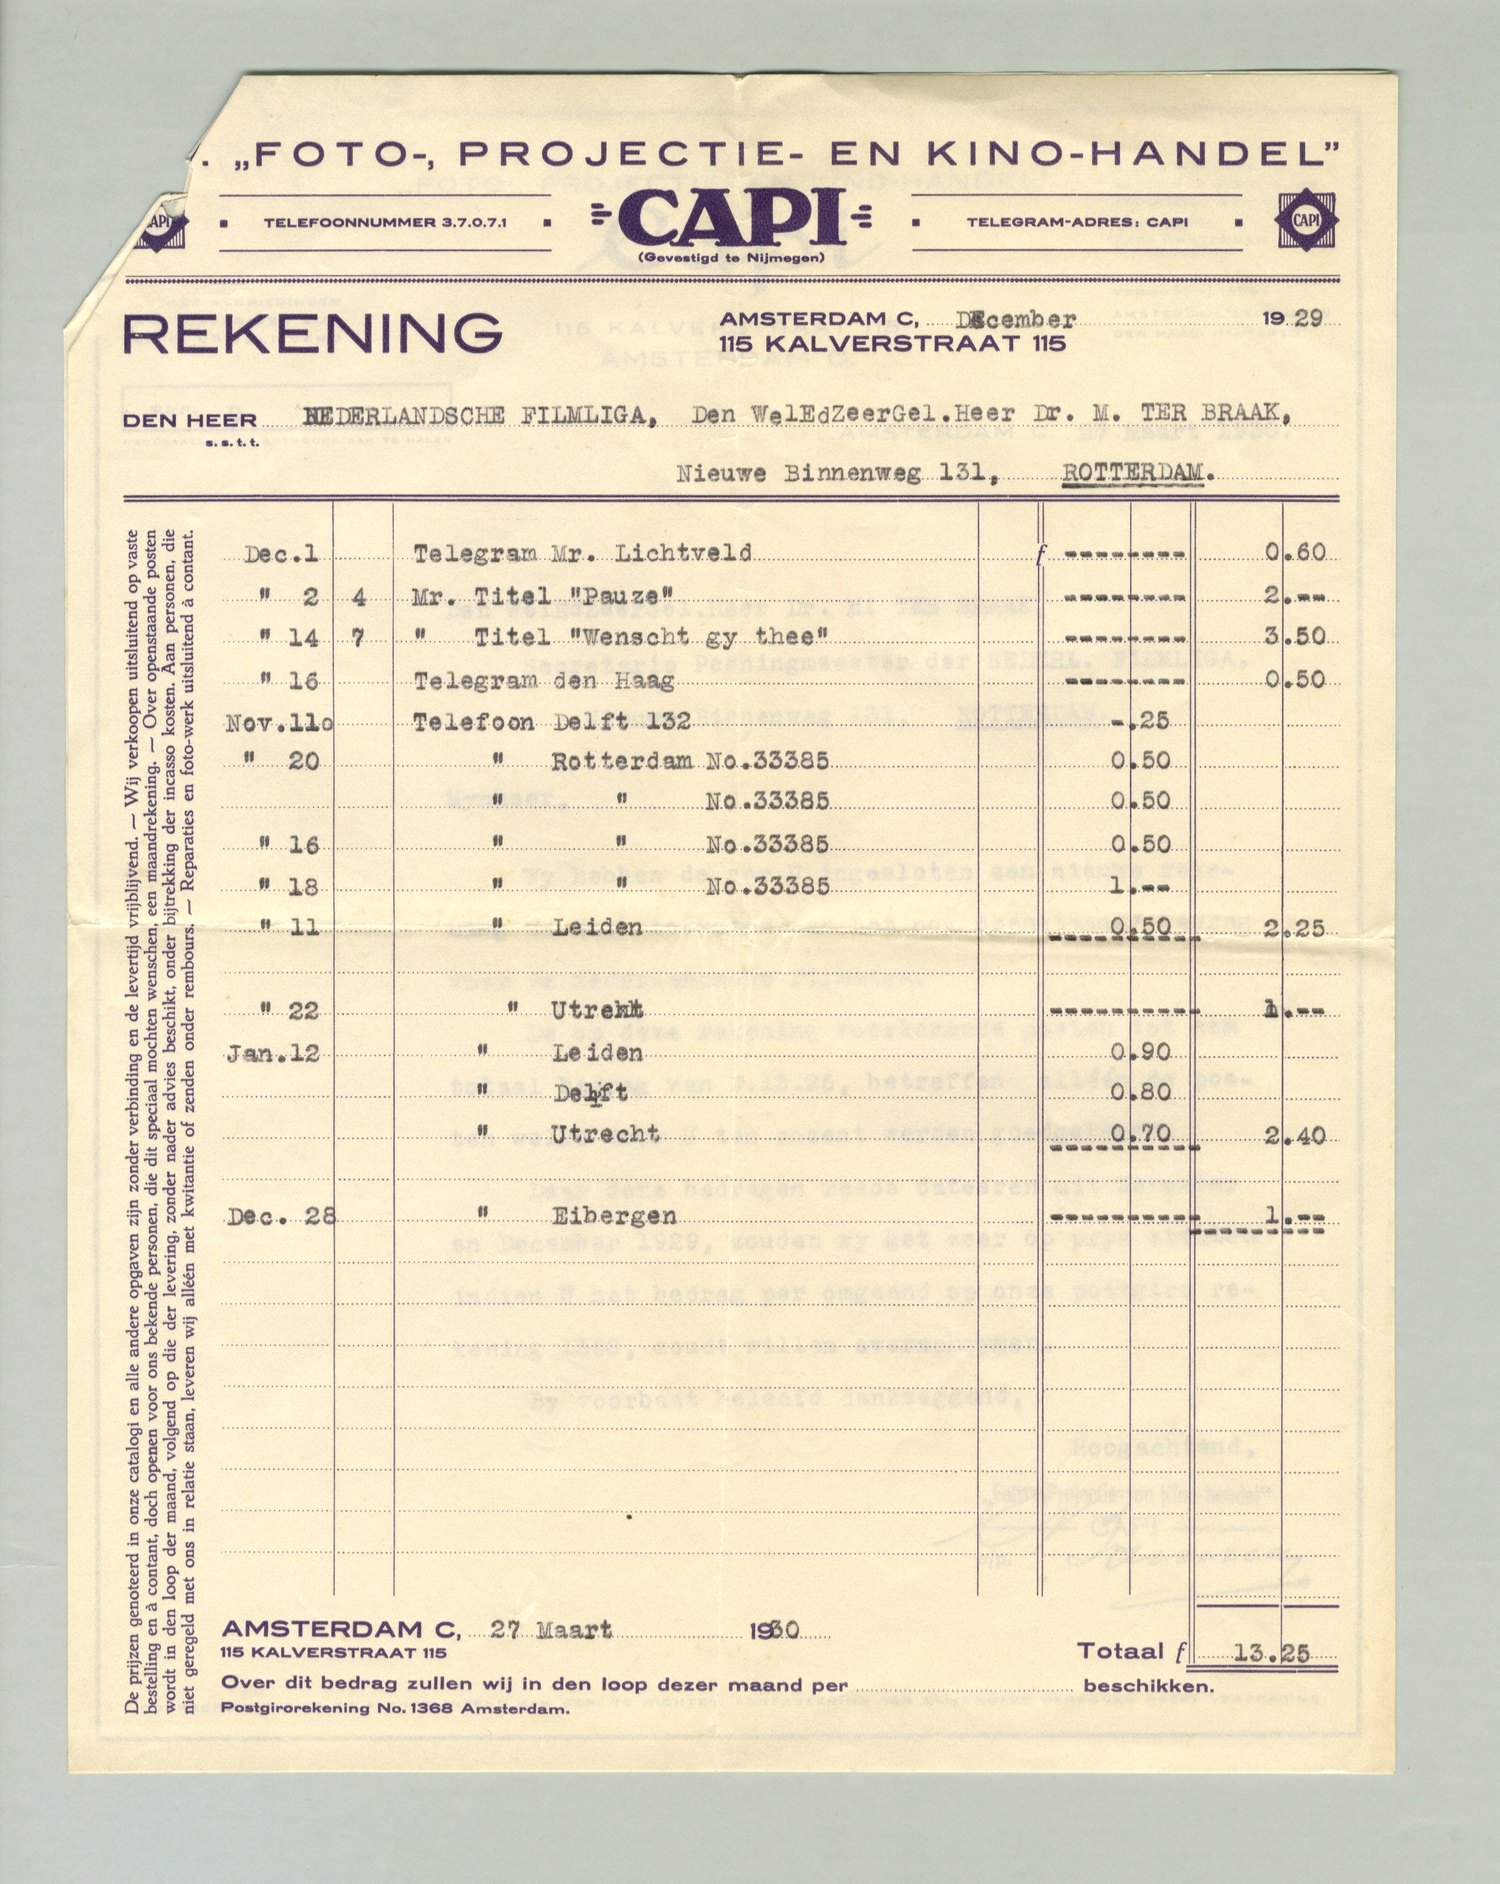 . „FOTO-, PROJECTIE- EN KINO-HANDEL”
CAPI
TELEFOONNUMMER 3.7.0.7.1
CAPI
TELEGRAM-ADRES: CAPI
CAPI
(Gevestigd te Nijmegen)
REKENING
AMSTERDAM C, December 1929
115 KALVERSTRAAT 115
DEN HEER NEDERLANDSCHE FILMLIGA, Den WelEdZeerGel.Heer Dr. M. TER BRAAK,
s.s.t.t.
Nieuwe Binnenweg 131, ROTTERDAM.
Dec.1 Telegram Mr. Lichtveld f -------- 0.60
" 2 4 Mr. Titel "Pauze" -------- 2.--
" 14 7 " Titel "Wenscht gy thee" -------- 3.50
" 16 Telegram den Haag -------- 0.50
Nov.11o Telefoon Delft 132 -.25
" 20 " Rotterdam No.33385 0.50
" " No.33385 0.50
" 16 " " No.33385 0.50
" 18 " " No.33385 1.--
" 11 " Leiden 0.50 2.25
" 22 " Utrekt ---------- 1.--
Jan.12 " Leiden 0.90
" Delft 0.80
" Utrecht 0.70 2.40
Dec. 28 " Eibergen ---------- 1.--
De prijzen genoteerd in onze catalogi en alle andere opgaven zijn zonder verbinding en de levertijd vrijblijvend. — Wij verkoopen uitsluitend op vaste
bestelling en à contant, doch openen voor ons bekende personen, die dit speciaal mochten wenschen, een maandrekening. — Over openstaande posten
wordt in den loop der maand, volgend op die der levering, zonder nader advies beschikt, onder bijtrekking der incasso kosten. Aan personen, die
niet geregeld met ons in relatie staan, leveren wij alléén met kwitantie of zenden onder rembours. — Reparaties en foto-werk uitsluitend à contant.
AMSTERDAM C, 27 Maart 1930
115 KALVERSTRAAT 115
Totaal f 13.25
Over dit bedrag zullen wij in den loop dezer maand per beschikken.
Postgirorekening No. 1368 Amsterdam.